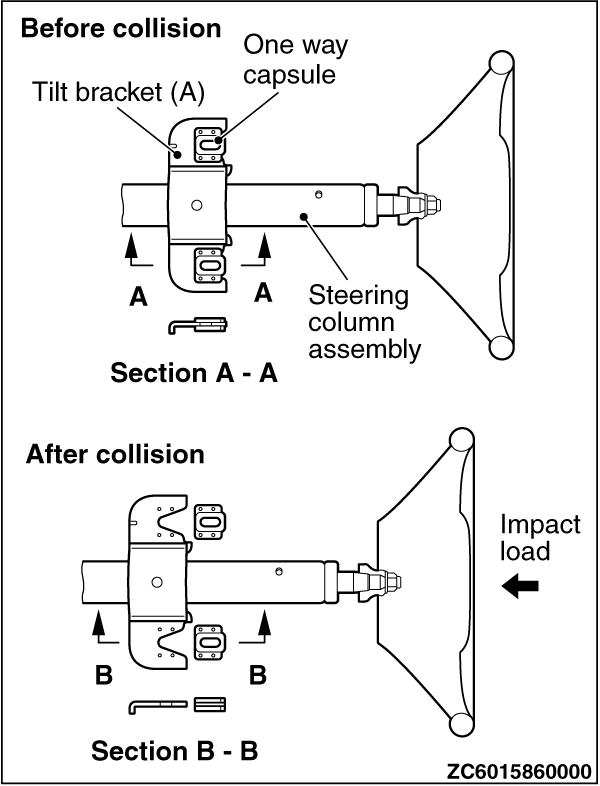 Before collision
One way
capsule
Tilt bracket (A)
A
A
Steering
column
assembly
Section A - A
After collision
Impact
load
B
B
Section B - B
ZC6015860000